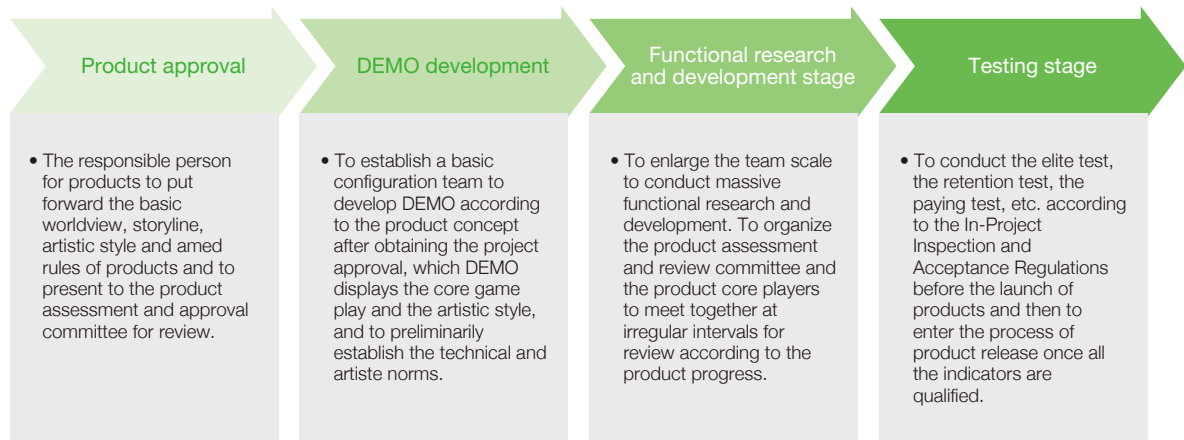 Product approval
• The responsible person
for products to put
forward the basic
worldview, storyline,
artistic style and amed
rules of products and to
present to the product
assessment and approval
committee for review.
DEMO development
• To establish a basic
configuration team to
develop DEMO according
to the product concept
after obtaining the project
approval, which DEMO
displays the core game
play and the artistic style,
and to preliminarily
establish the technical and
artiste norms.
Functional research
and development stage
• To enlarge the team scale
to conduct massive
functional research and
development. To organize
the product assessment
and review committee and
the product core players
to meet together at
irregular intervals for
review according to the
product progress.
Testing stage
• To conduct the elite test,
the retention test, the
paying test, etc. according
to the In-Project
Inspection and
Acceptance Regulations
before the launch of
products and then to
enter the process of
product release once all
the indicators are
qualified.